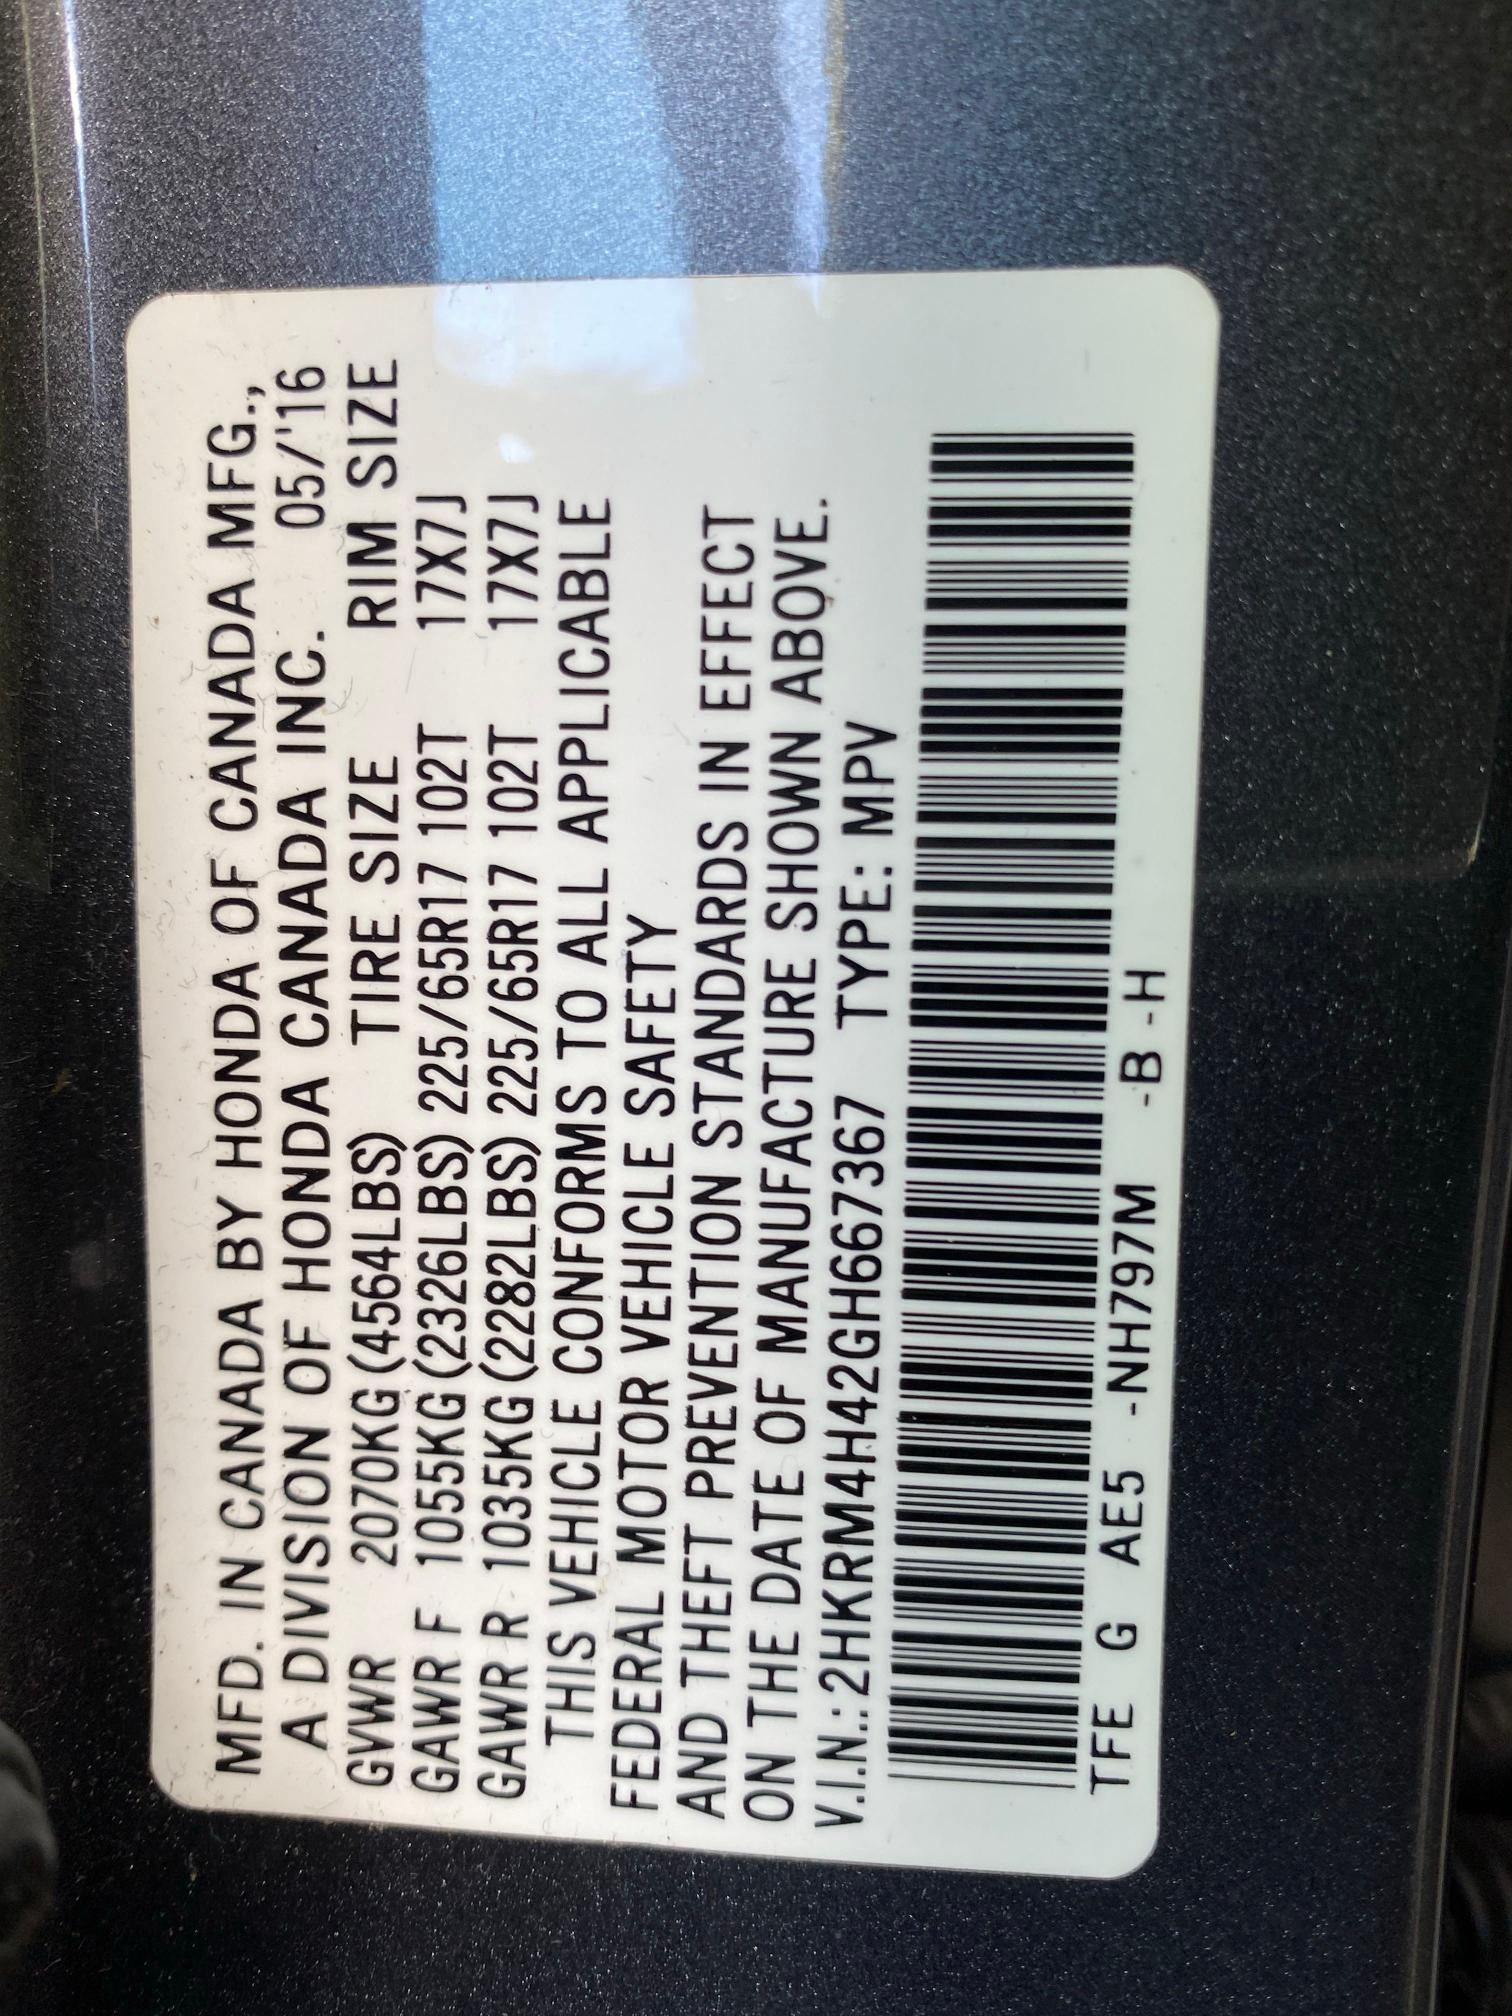 MFD. IN CANADA BY HONDA OF CANADA MFG.,
A DIVISION OF HONDA CANADA INC. 05/'16
GVWR 2070KG (4564LBS) TIRE SIZE RIM SIZE
GAWR F 1055KG (2326LBS) 225/65R17 102T 17X7J
GAWR R 1035KG (2282LBS) 225/65R17 102T 17X7J
THIS VEHICLE CONFORMS TO ALL APPLICABLE
FEDERAL MOTOR VEHICLE SAFETY
AND THEFT PREVENTION STANDARDS IN EFFECT
ON THE DATE OF MANUFACTURE SHOWN ABOVE.
V.I.N.: 2HKRM4H42GH667367 TYPE: MPV
TFE G AE5 -NH797M -B -H